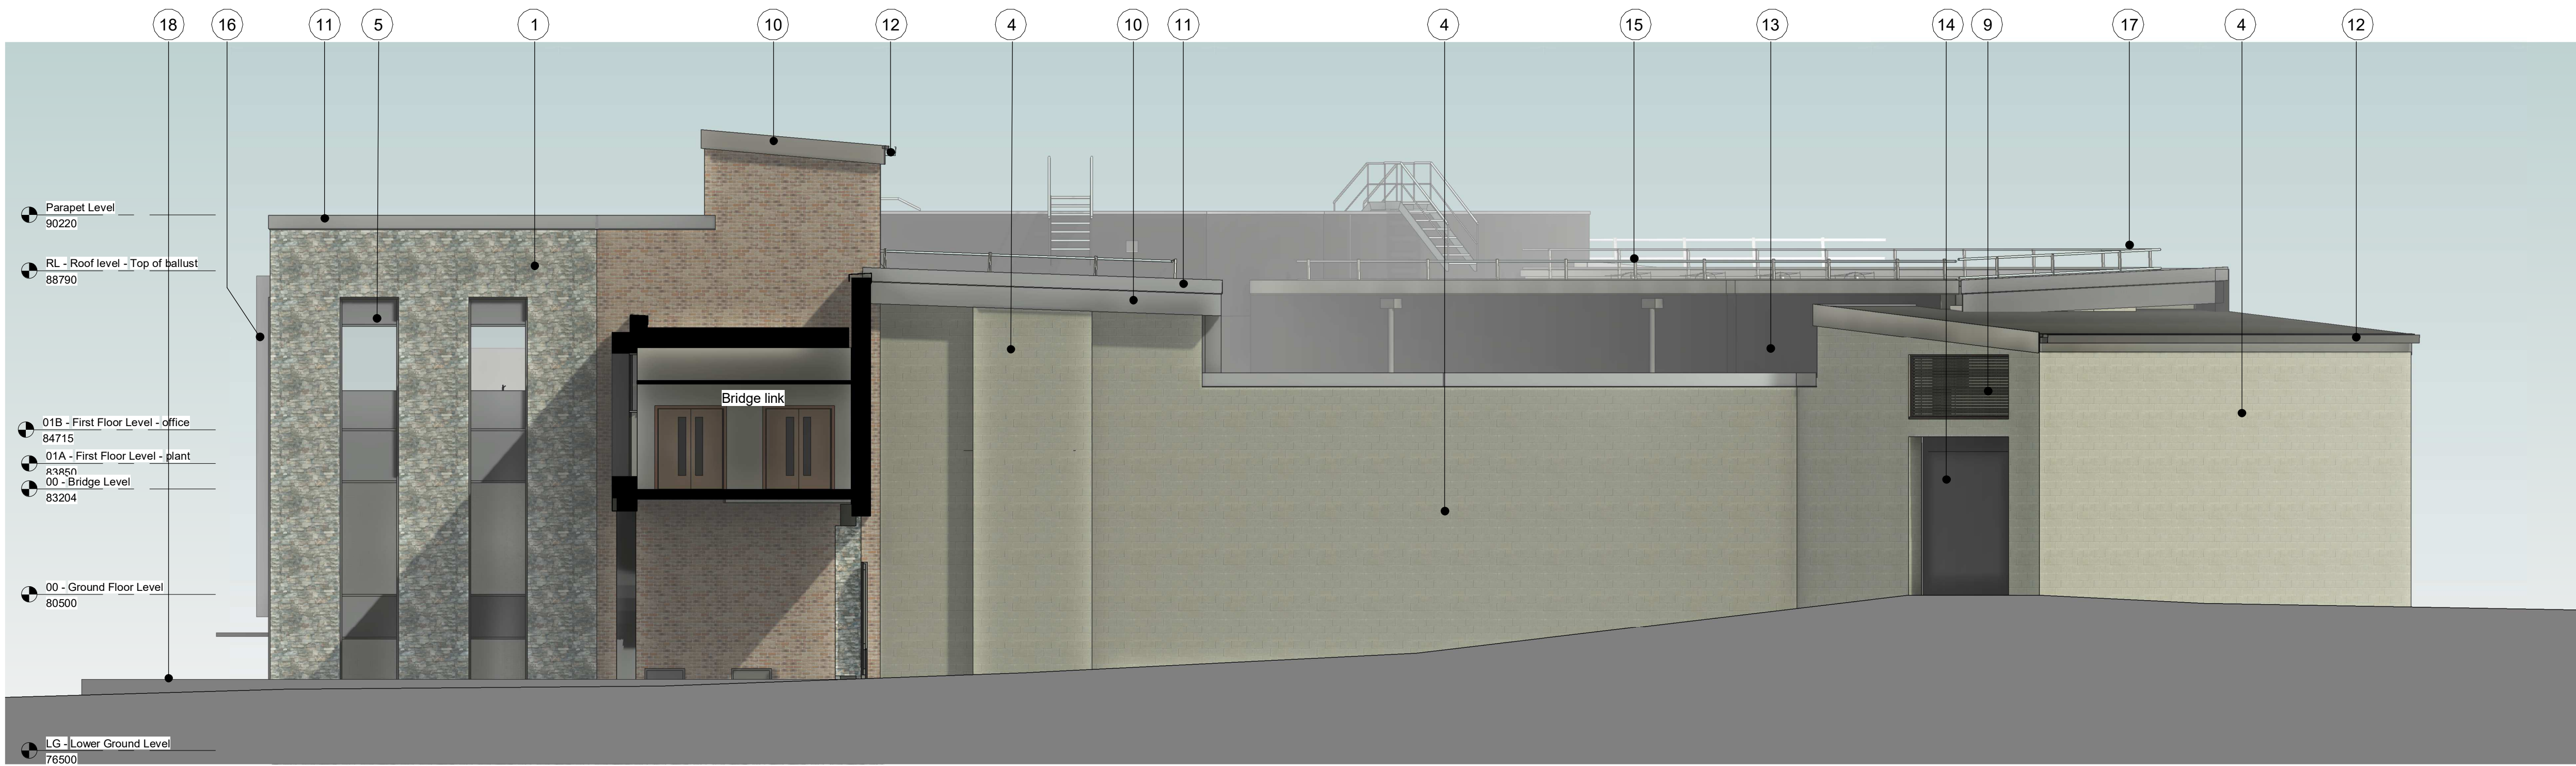 18 16 11 5 1 10 12 4 10 11 4 15 13 14 9 17 4 12
Parapet Level
90220
RL - Roof level - Top of ballust
88790
Bridge link
01B - First Floor Level - office
84715
01A - First Floor Level - plant
83850
00 - Bridge Level
83204
00 - Ground Floor Level
80500
LG - Lower Ground Level
76500